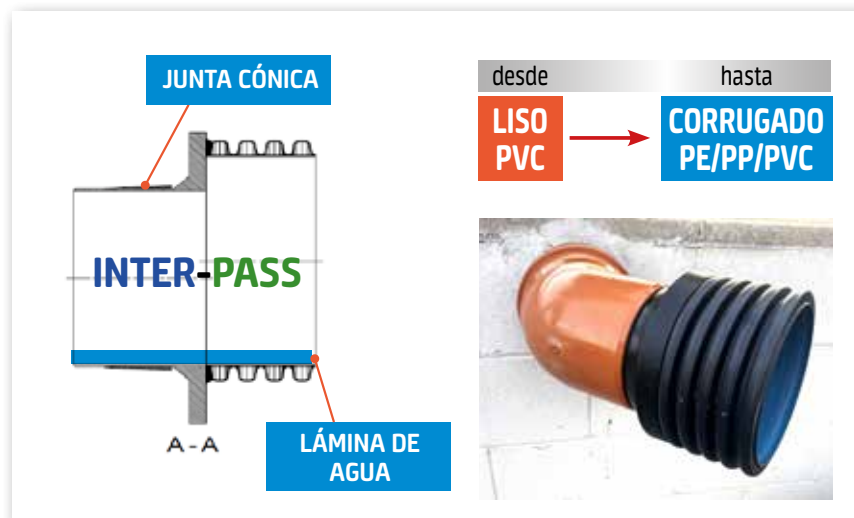 JUNTA CÓNICA
INTER-PASS
A-A
LÁMINA DE
AGUA
desde hasta
LISO
PVC
CORRUGADO
PE/PP/PVC